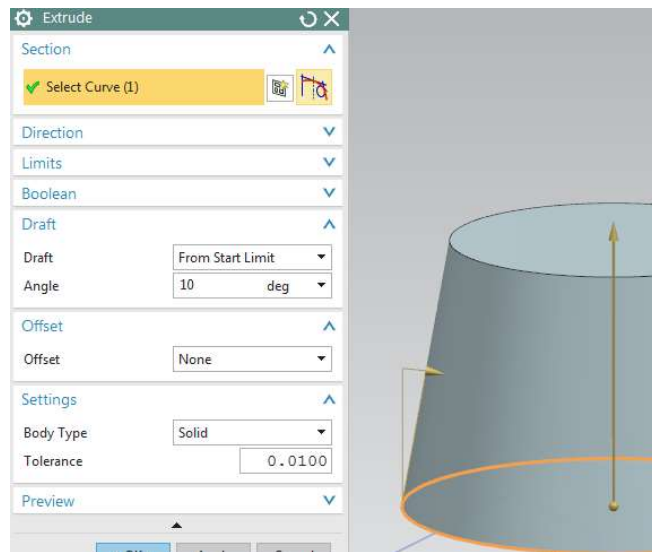 Extrude
Section
Select Curve (1)
Direction
Limits
Boolean
Draft
Draft From Start Limit
Angle 10 deg
Offset
Offset None
Settings
Body Type Solid
Tolerance 0.0100
Preview